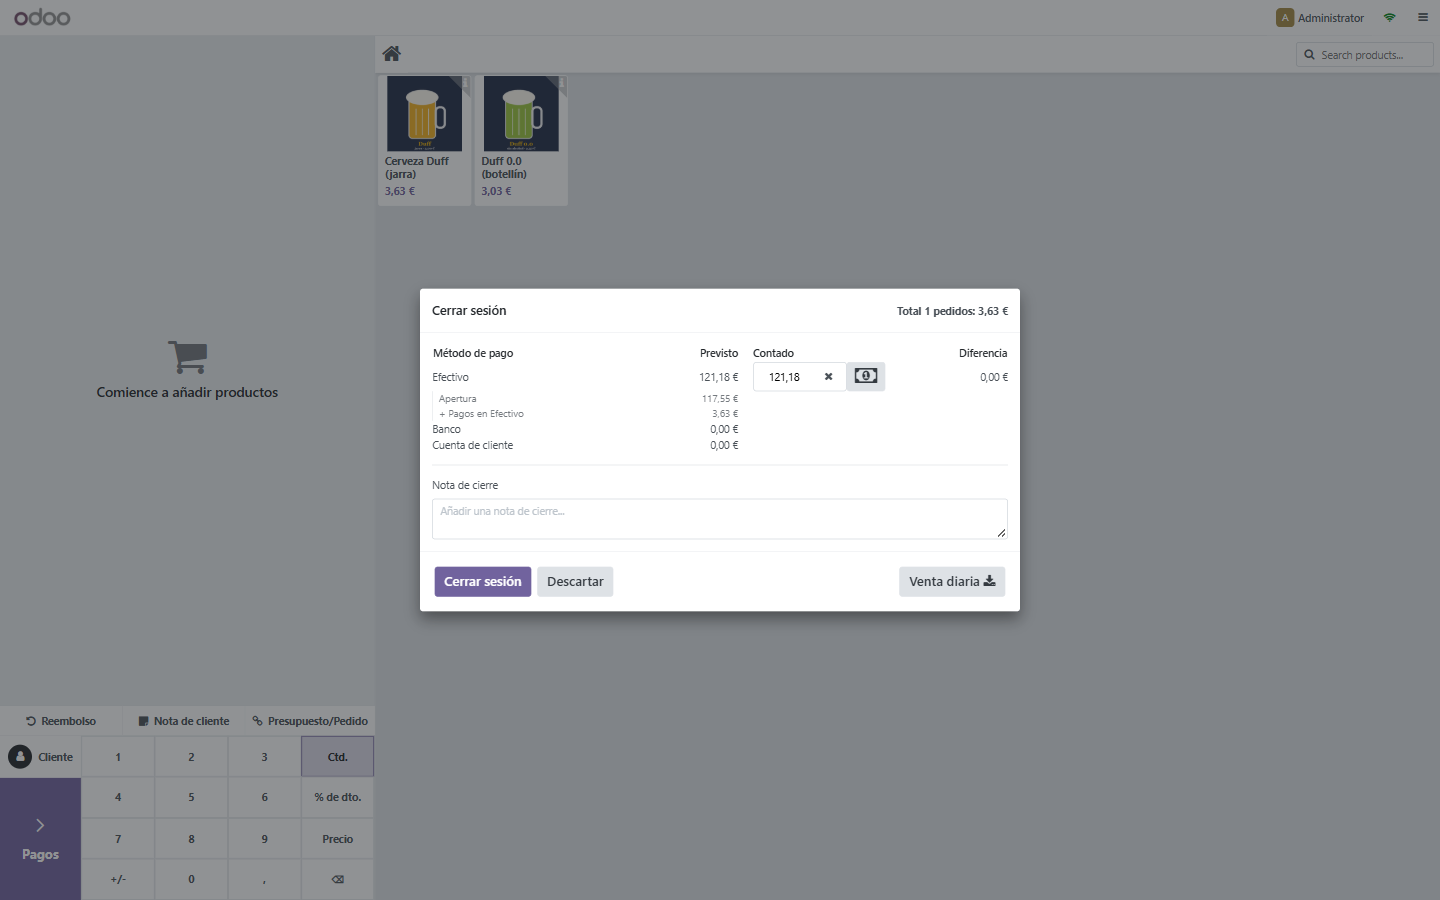 odoo
A Administrator
Search products...
Duff
Cerveza Duff
(jarra)
3,63 €
Duff 0.0
Duff 0.0
(botellín)
3,03 €
Comience a añadir productos
Cerrar sesión
Total 1 pedidos: 3,63 €
Método de pago Previsto Contado Diferencia
Efectivo 121,18 € 121,18 0,00 €
Apertura 117,55 €
+ Pagos en Efectivo 3,63 €
Banco 0,00 €
Cuenta de cliente 0,00 €
Nota de cierre
Añadir una nota de cierre...
Cerrar sesión Descartar Venta diaria
Reembolso Nota de cliente Presupuesto/Pedido
Cliente 1 2 3 Ctd.
4 5 6 % de dto.
7 8 9 Precio
Pagos
+/- 0 ,